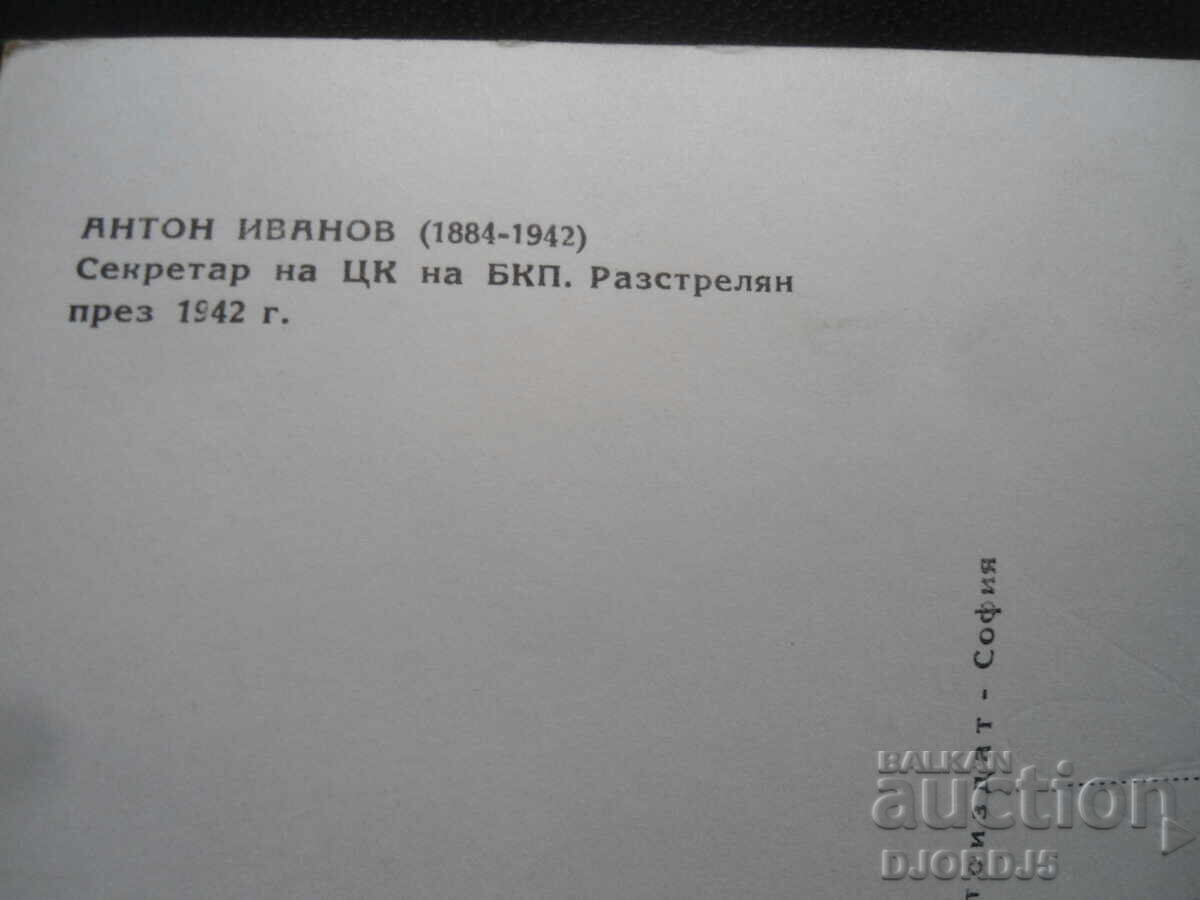 АНТОН ИВАНОВ (1884-1942)
Секретар на ЦК на БКП. Разстрелян
през 1942 г.
- София
BALKAN
auction
DJORDJ5